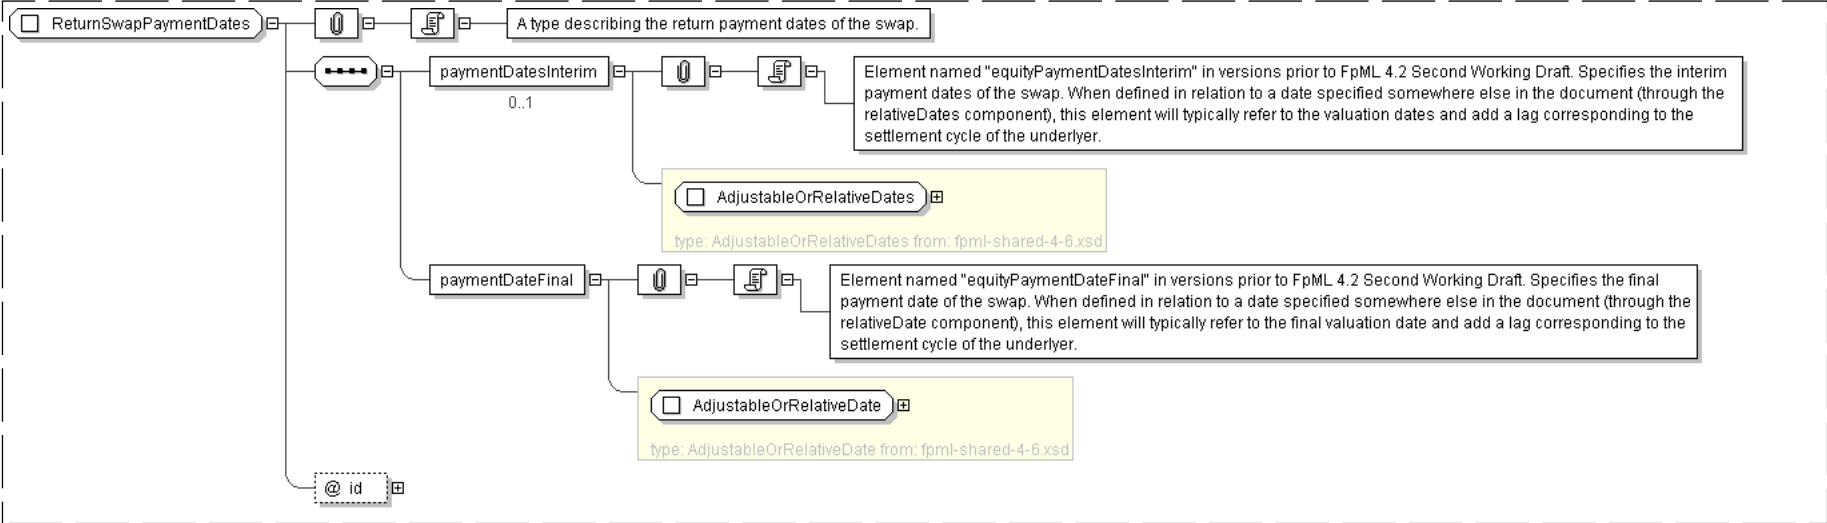 ReturnSwapPaymentDates
A type describing the return payment dates of the swap.
paymentDatesInterim
0..1
Element named "equityPaymentDatesInterim" in versions prior to FpML 4.2 Second Working Draft. Specifies the interim
payment dates of the swap. When defined in relation to a date specified somewhere else in the document (through the
relativeDates component), this element will typically refer to the valuation dates and add a lag corresponding to the
settlement cycle of the underlyer.
AdjustableOrRelativeDates
type: AdjustableOrRelativeDates from: fpml-shared-4-6.xsd
paymentDateFinal
Element named "equityPaymentDateFinal" in versions prior to FpML 4.2 Second Working Draft. Specifies the final
payment date of the swap. When defined in relation to a date specified somewhere else in the document (through the
relativeDate component), this element will typically refer to the final valuation date and add a lag corresponding to the
settlement cycle of the underlyer.
AdjustableOrRelativeDate
type: AdjustableOrRelativeDate from: fpml-shared-4-6.xsd
@ id